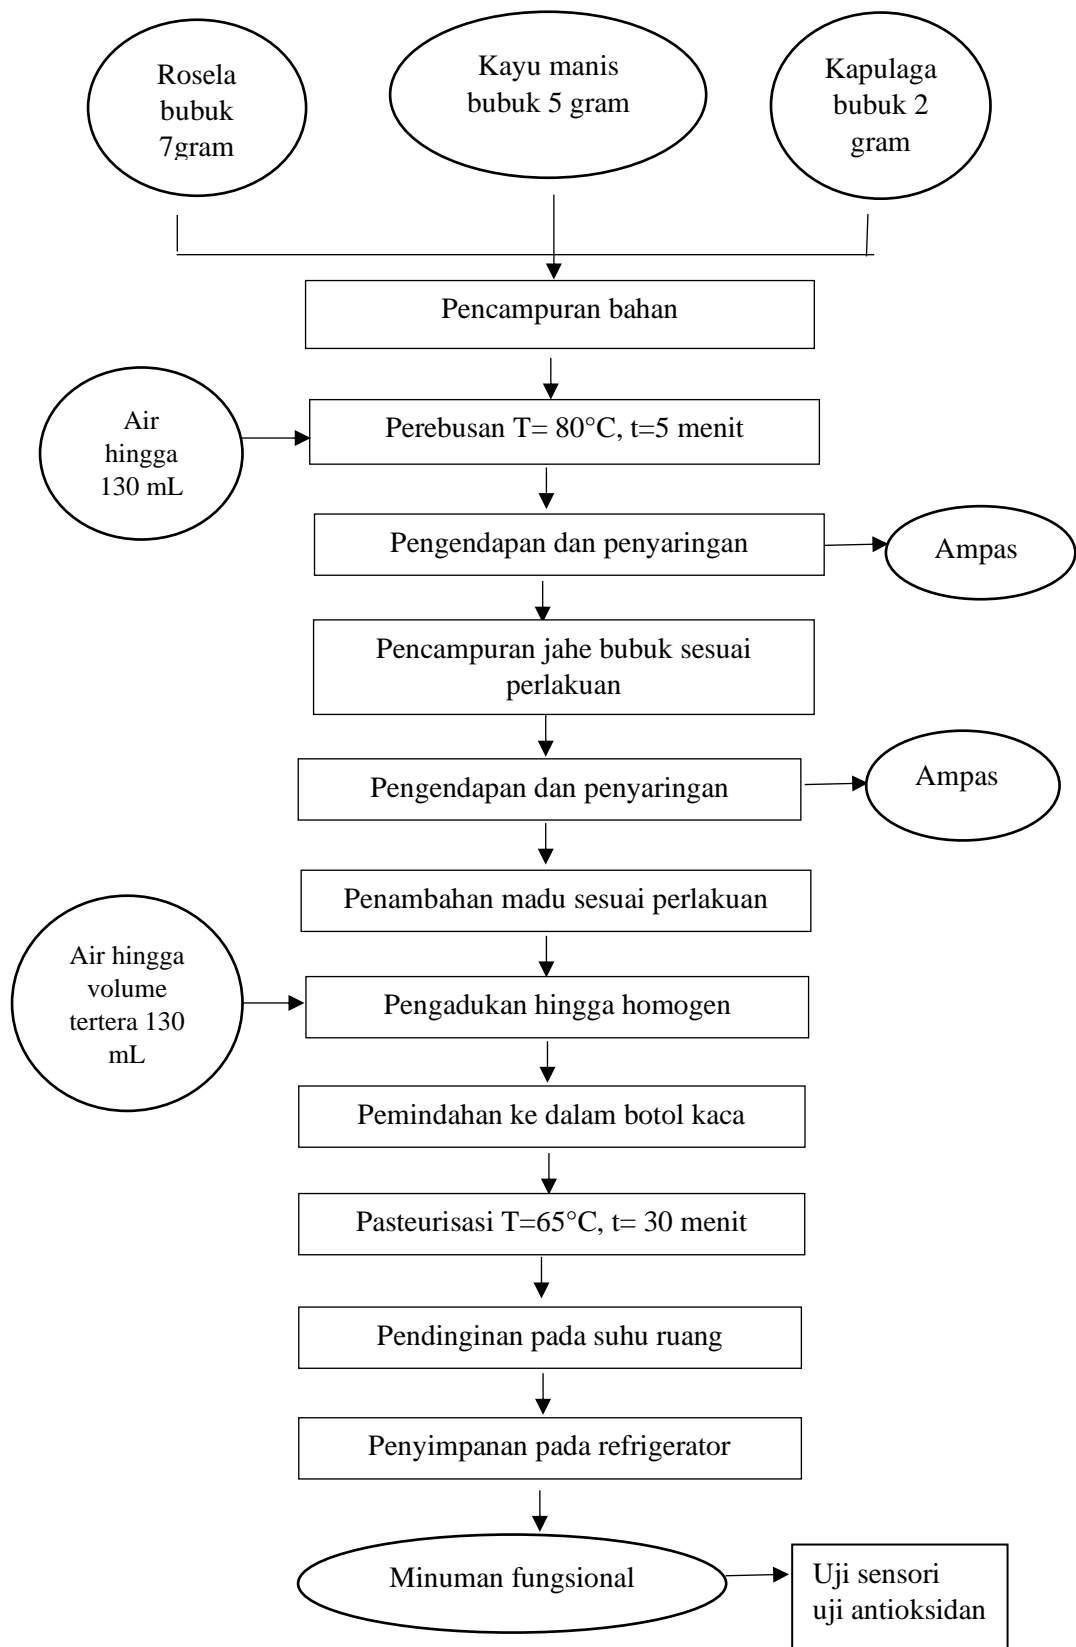 Rosela
bubuk
7gram
Kayu manis
bubuk 5 gram
Kapulaga
bubuk 2
gram
Pencampuran bahan
Air
hingga
130 mL
Perebusan T= 80°C, t=5 menit
Pengendapan dan penyaringan
Ampas
Pencampuran jahe bubuk sesuai
perlakuan
Pengendapan dan penyaringan
Ampas
Penambahan madu sesuai perlakuan
Air hingga
volume
tertera 130
mL
Pengadukan hingga homogen
Pemindahan ke dalam botol kaca
Pasteurisasi T=65°C, t= 30 menit
Pendinginan pada suhu ruang
Penyimpanan pada refrigerator
Minuman fungsional
Uji sensori
uji antioksidan